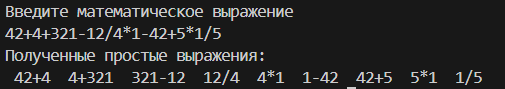 Введите математическое выражение
42+4+321-12/4*1-42+5*1/5
Полученные простые выражения:
 42+4  4+321  321-12  12/4  4*1  1-42  42+5  5*1  1/5